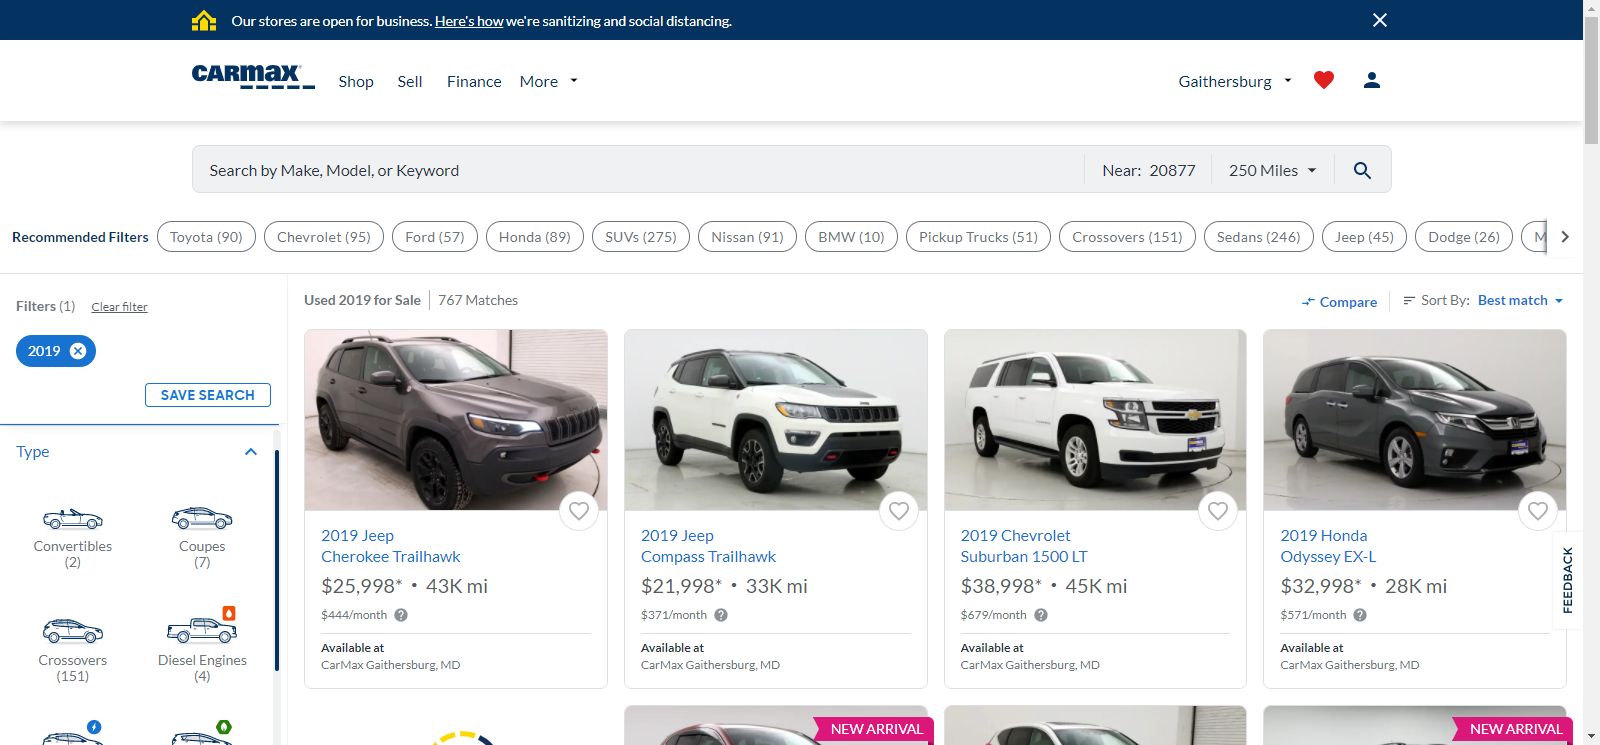 Our stores are open for business. Here's how we're sanitizing and social distancing.
CARMAX
Shop Sell Finance More
Gaithersburg
Search by Make, Model, or Keyword
Near: 20877
250 Miles
Recommended Filters
Toyota (90)
Chevrolet (95)
Ford (57)
Honda (89)
SUVs (275)
Nissan (91)
BMW (10)
Pickup Trucks (51)
Crossovers (151)
Sedans (246)
Jeep (45)
Dodge (26)
Filters (1) Clear filter
2019
SAVE SEARCH
Type
Convertibles
(2)
Coupes
(7)
Crossovers
(151)
Diesel Engines
(4)
Used 2019 for Sale 767 Matches
Compare
Sort By: Best match
2019 Jeep
Cherokee Trailhawk
$25,998* • 43K mi
$444/month
Available at
CarMax Gaithersburg, MD
2019 Jeep
Compass Trailhawk
$21,998* • 33K mi
$371/month
Available at
CarMax Gaithersburg, MD
2019 Chevrolet
Suburban 1500 LT
$38,998* • 45K mi
$679/month
Available at
CarMax Gaithersburg, MD
2019 Honda
Odyssey EX-L
$32,998* • 28K mi
$571/month
Available at
CarMax Gaithersburg, MD
FEEDBACK
NEW ARRIVAL
NEW ARRIVAL